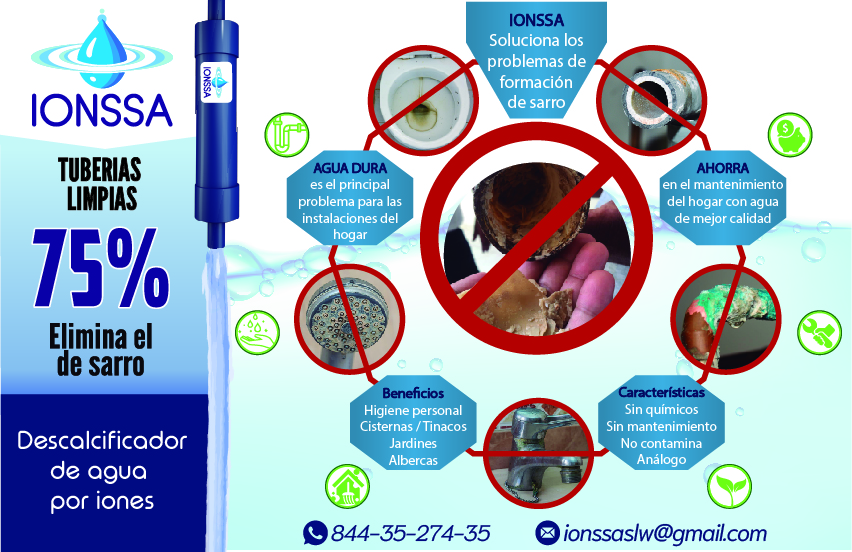 IONSSA
IONSSA
TUBERIAS
LIMPIAS
75%
Elimina el
de sarro
Descalcificador
de agua
por iones
IONSSA
Soluciona los
problemas de
formación
de sarro
AGUA DURA
es el principal
problema para las
instalaciones del
hogar
AHORRA
en el mantenimiento
del hogar con agua
de mejor calidad
$
Beneficios
Higiene personal
Cisternas / Tinacos
Jardines
Albercas
Características
Sin químicos
Sin mantenimiento
No contamina
Análogo
844-35-274-35
ionssaslw@gmail.com